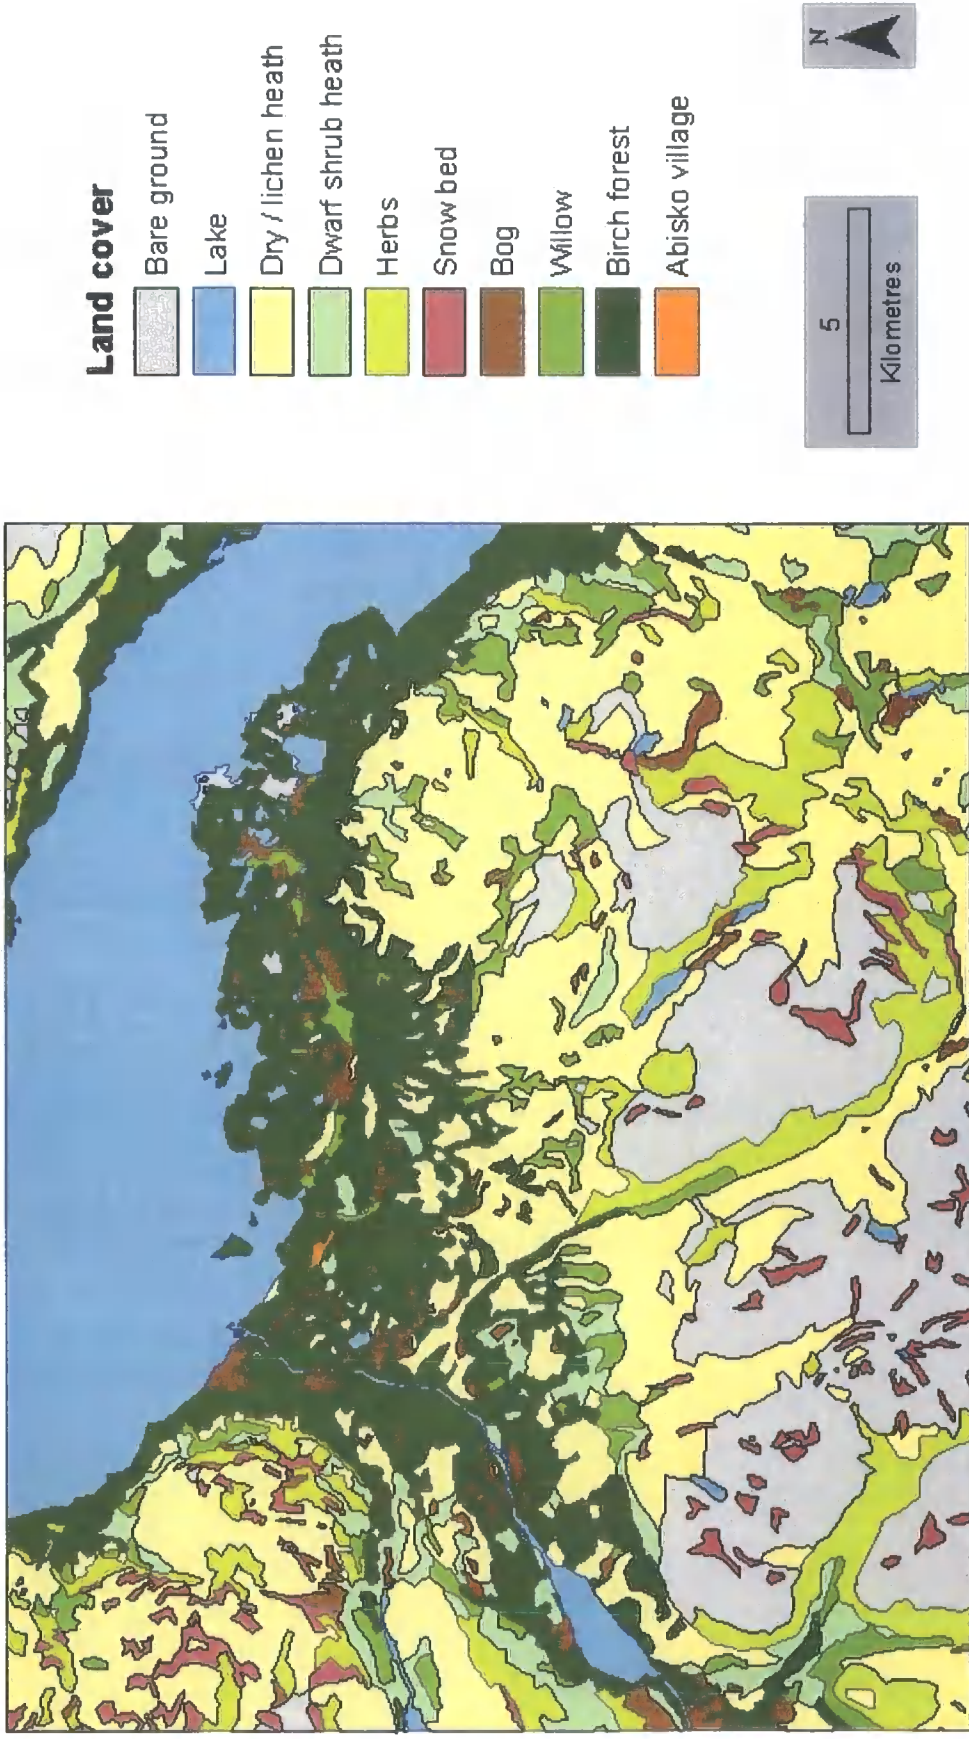 Land cover
Bare ground
Lake
Dry / lichen heath
Dwarf shrub heath
Herbs
Snow bed
Bog
Willow
Birch forest
Abisko village
5
Kilometres
N